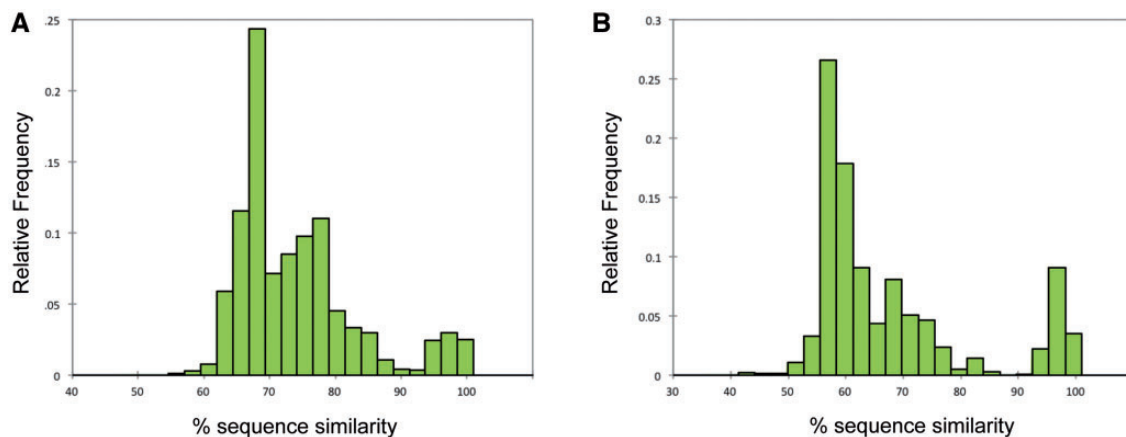 A
.25
.2
.15
0.1
.05
0
40 50 60 70 80 90 100
Relative Frequency
% sequence similarity
B
0.3
0.25
0.2
0.15
0.1
0.05
0
30 40 50 60 70 80 90 100
Relative Frequency
% sequence similarity